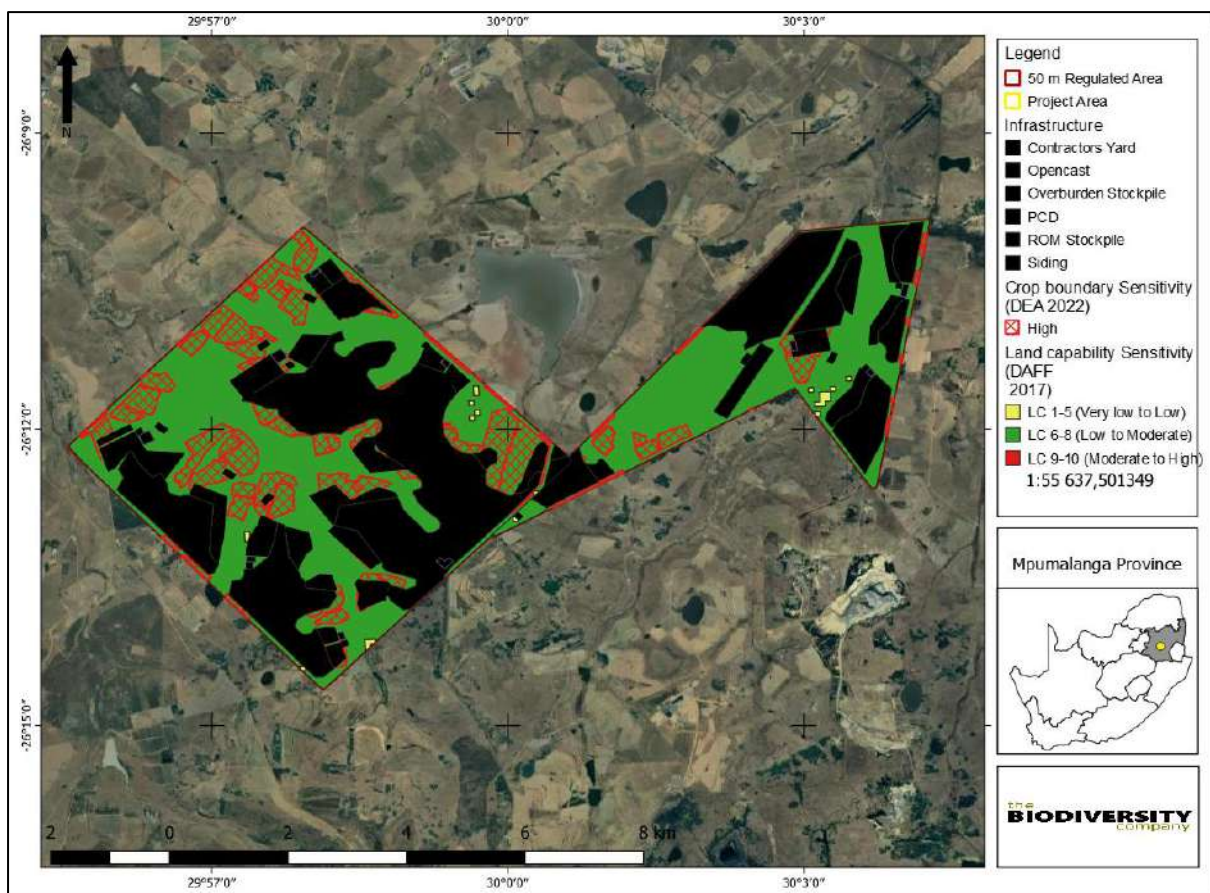 29°57'0"
30°0'0"
30°3'0"
N
-26°9'0"
-26°12'0"
-26°15'0"
2 0 2 4 6 8 km
29°57'0"
30°0'0"
30°3'0"
Legend
50 m Regulated Area
Project Area
Infrastructure
Contractors Yard
Opencast
Overburden Stockpile
PCD
ROM Stockpile
Siding
Crop boundary Sensitivity
(DEA 2022)
High
Land capability Sensitivity
(DAFF
2017)
LC 1-5 (Very low to Low)
LC 6-8 (Low to Moderate)
LC 9-10 (Moderate to High)
1:55 637,501349
Mpumalanga Province
the
BIODIVERSITY
company